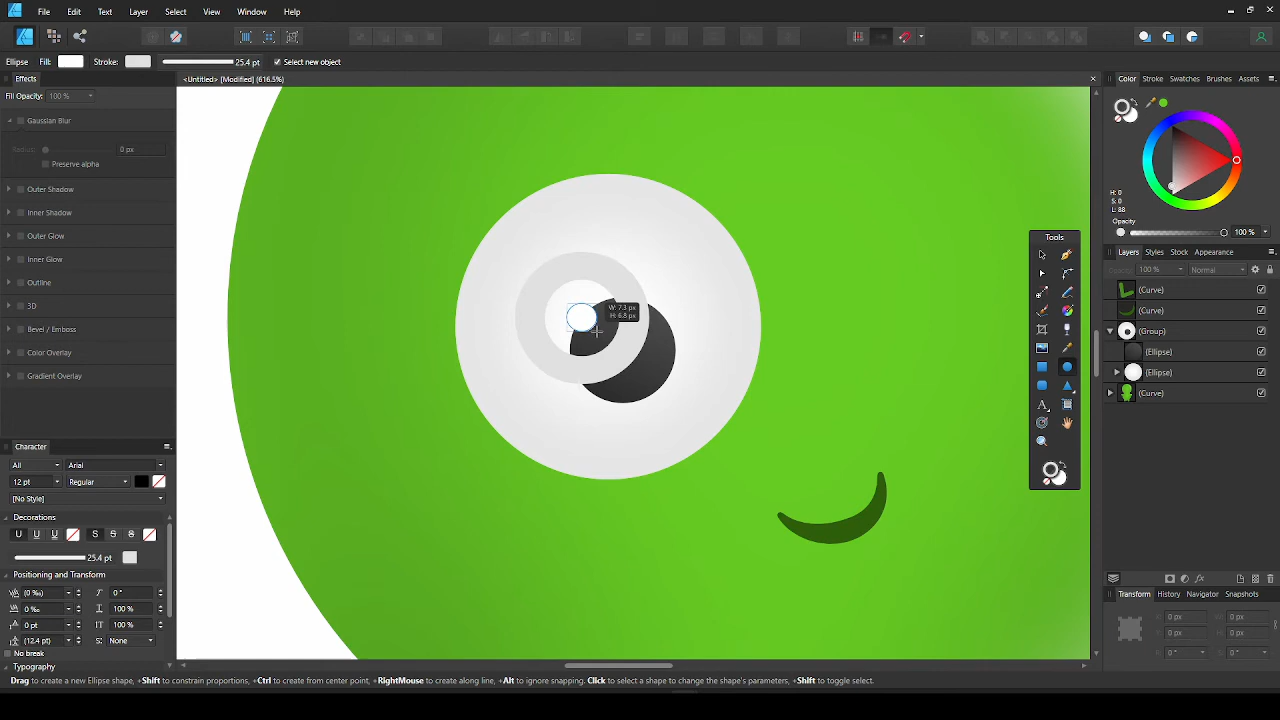 File Edit Text Layer Select View Window Help
Ellipse Fill: Stroke: 25.4 pt Select new object
Effects
<Untitled> [Modified] (616.5%)
Color Stroke Swatches Brushes Assets
Fill Opacity: 100 %
Gaussian Blur
Radius: 0 px
Preserve alpha
Outer Shadow
Inner Shadow
Outer Glow
Inner Glow
Outline
3D
Bevel / Emboss
Color Overlay
Gradient Overlay
W: 7.3 px
H: 6.8 px
H: 0
S: 0
L: 88
Opacity
100 %
Tools
Layers Styles Stock Appearance
Opacity: 100 % Normal
(Curve)
(Curve)
(Group)
(Ellipse)
(Ellipse)
(Curve)
Character
All Arial
12 pt Regular
[No Style]
Decorations
U U U S S S
25.4 pt
Positioning and Transform
(0 ‰) 0 °
0 ‰ 100 %
0 pt 100 %
(12.4 pt) None
No break
Typography
Transform History Navigator Snapshots
X: 0 px W: 0 px
Y: 0 px H: 0 px
R: 0 ° S: 0 °
Drag to create a new Ellipse shape, +Shift to constrain proportions, +Ctrl to create from center point, +RightMouse to create along line, +Alt to ignore snapping. Click to select a shape to change the shape's parameters, +Shift to toggle select.